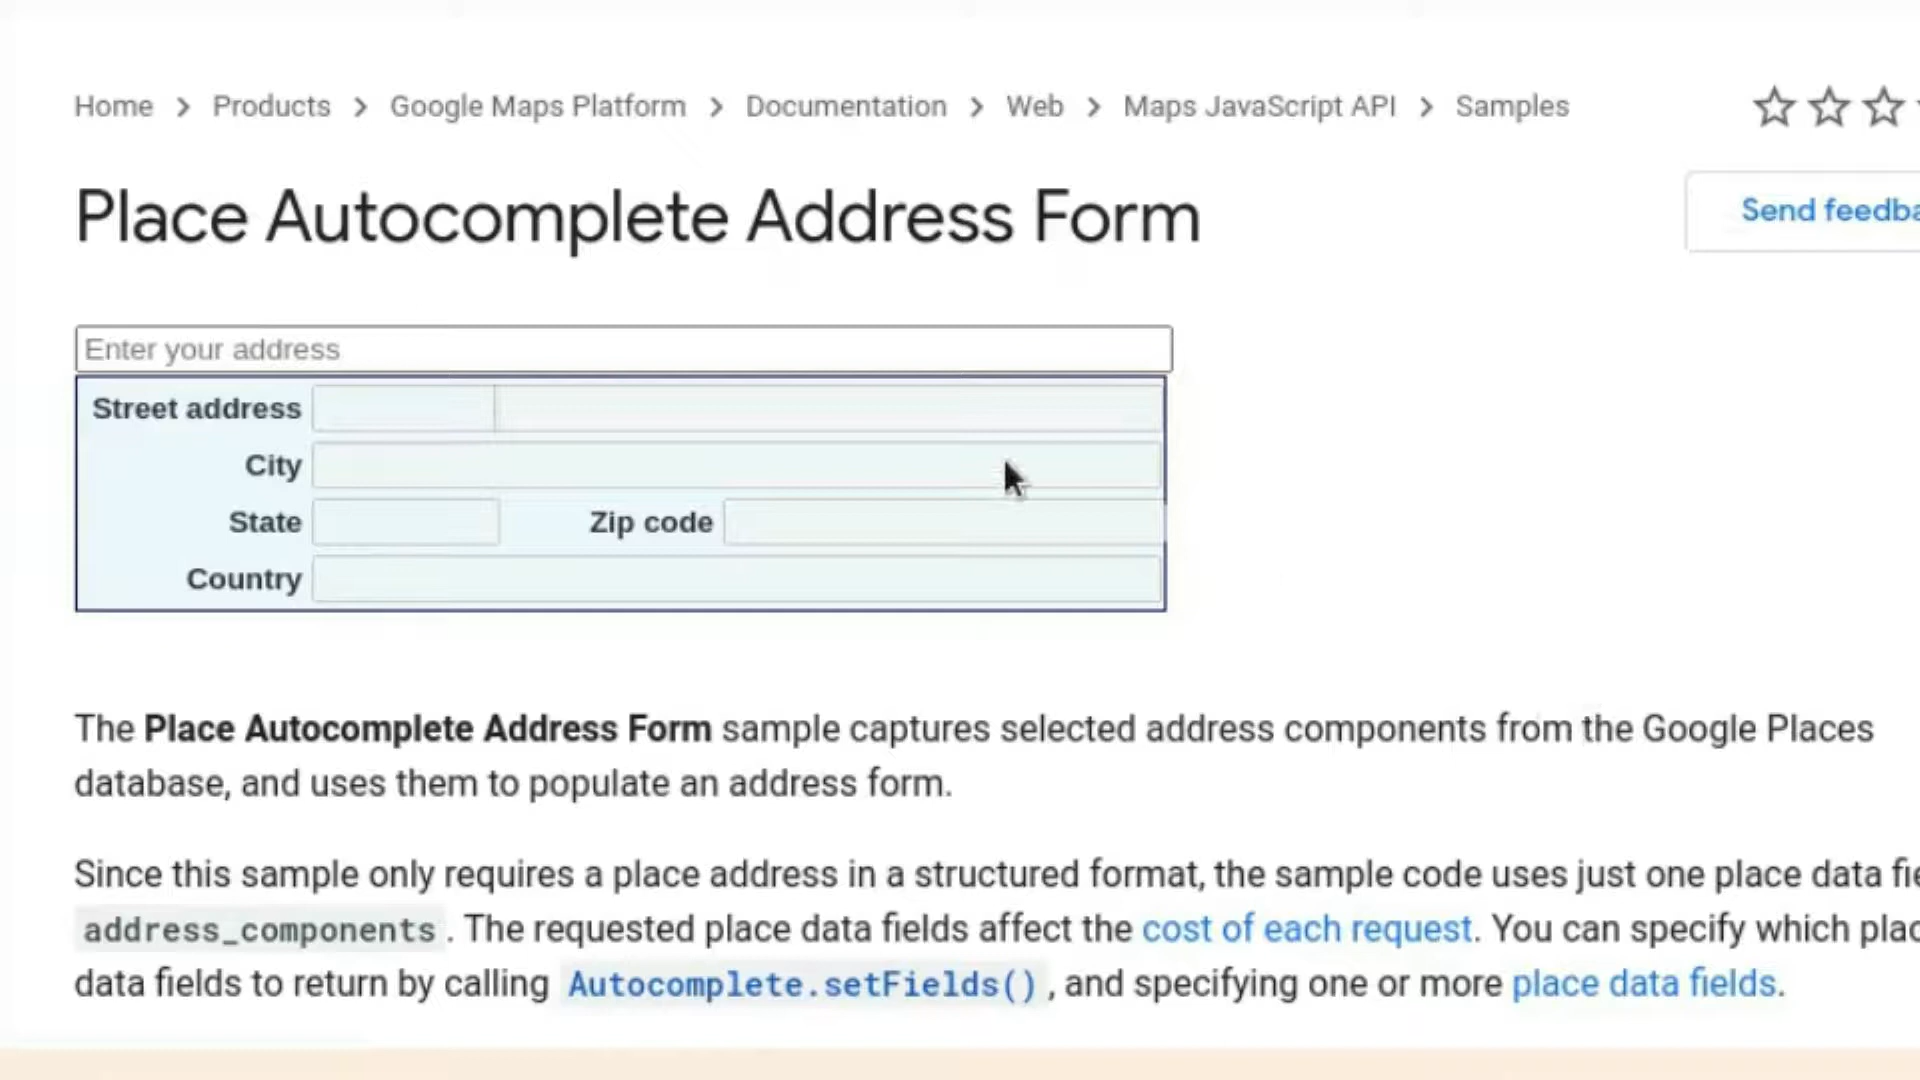 Home > Products > Google Maps Platform > Documentation > Web > Maps JavaScript API > Samples
Place Autocomplete Address Form
Send
Enter your address
Street address
City
State Zip code
Country
The Place Autocomplete Address Form sample captures selected address components from the Google Places
database, and uses them to populate an address form.
Since this sample only requires a place address in a structured format, the sample code uses just one place data
address_components. The requested place data fields affect the cost of each request. You can specify which
data fields to return by calling Autocomplete.setFields(), and specifying one or more place data fields.